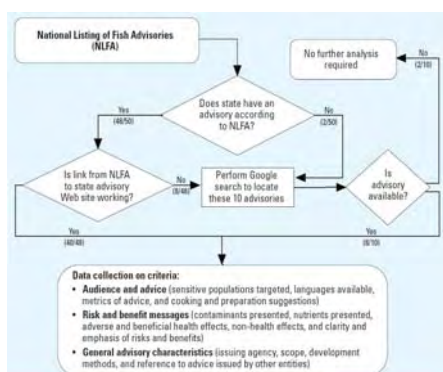 National Listing of Fish Advisories
(NLFA)
No
(2/10)
No further analysis
required
Does state have an
advisory according
to NLFA?
Yes
(48/50)
No
(2/50)
Is link from NLFA
to state advisory
Web site working?
No
(8/48)
Perform Google
search to locate
these 10 advisories
Is
advisory
available?
Yes
(40/48)
Yes
(8/10)
Data collection on criteria:
• Audience and advice (sensitive populations targeted, languages available,
metrics of advice, and cooking and preparation suggestions)
• Risk and benefit messages (contaminants presented, nutrients presented,
adverse and beneficial health effects, non-health effects, and clarity and
emphasis of risks and benefits)
• General advisory characteristics (issuing agency, scope, development
methods, and reference to advice issued by other entities)